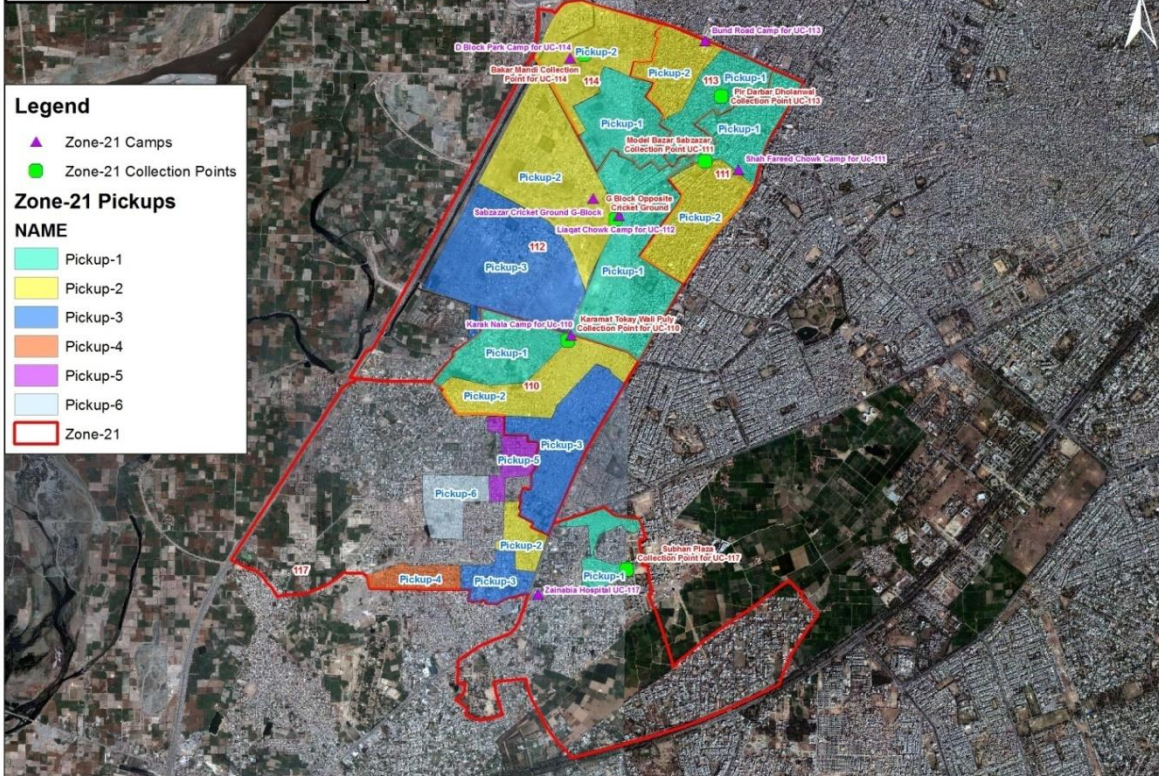 Legend
Zone-21 Camps
Zone-21 Collection Points
Zone-21 Pickups
NAME
Pickup-1
Pickup-2
Pickup-3
Pickup-4
Pickup-5
Pickup-6
Zone-21
Bund Road Camp for UC-113
D Block Park Camp for UC-114
Pickup-2
Bakar Mandi Collection
Point for UC-114
114
Pickup-2
113
Pickup-1
Pir Darbar Dholanwal
Collection Point UC-113
Pickup-1
Pickup-1
Model Bazar Sabzazar
Collection Point UC-111
Shah Fareed Chowk Camp for Uc-111
111
Pickup-2
G Block Opposite
Cricket Ground
Sabzazar Cricket Ground G-Block
Pickup-2
Liaqat Chowk Camp for UC-112
112
Pickup-3
Pickup-1
Karamat Tokay Wali Puly
Collection Point for UC-110
Karak Nala Camp for Uc-110
Pickup-1
110
Pickup-2
Pickup-3
Pickup-5
Pickup-6
Pickup-2
Subhan Plaza
Collection Point for UC-117
117
Pickup-4
Pickup-3
Pickup-1
Zainabia Hospital UC-117